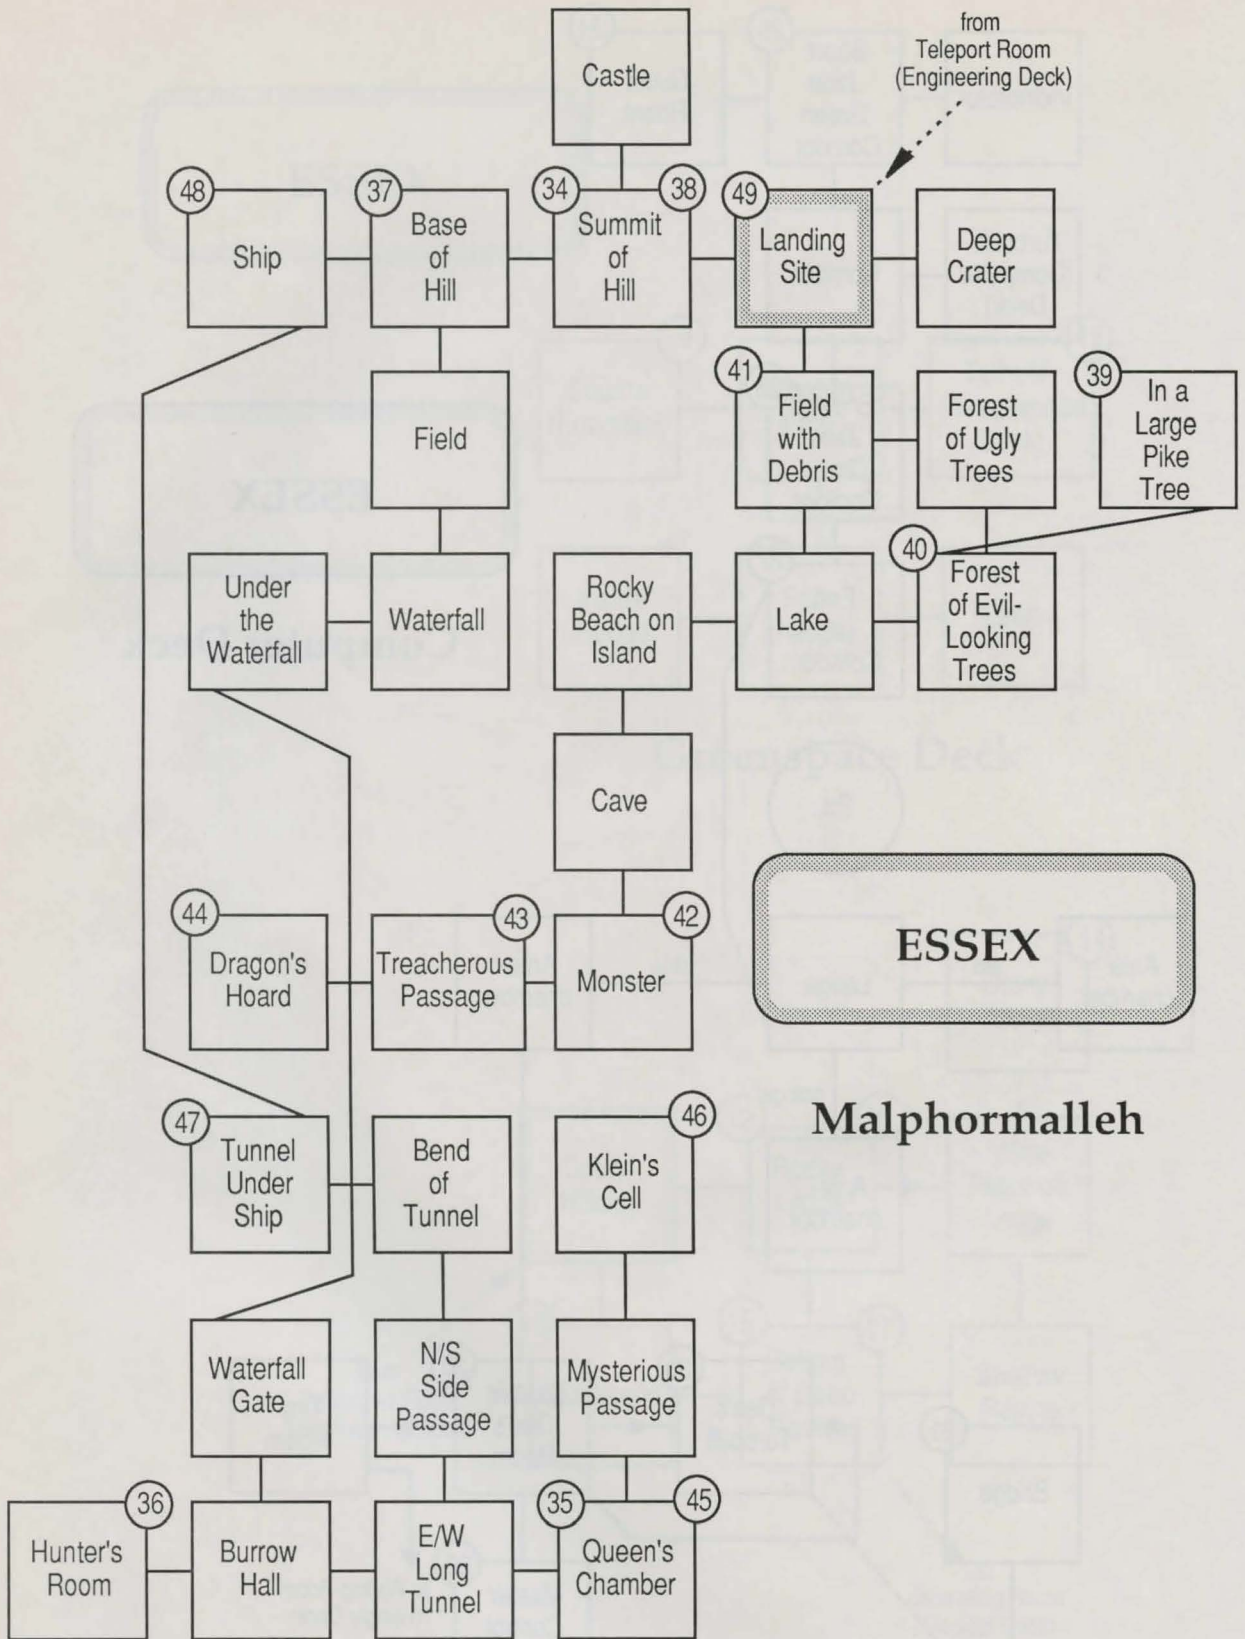 from
Teleport Room
(Engineering Deck)
Castle
48
Ship
37
Base
of
Hill
34
38
Summit
of
Hill
49
Landing
Site
Deep
Crater
Field
41
Field
with
Debris
Forest
of Ugly
Trees
39
In a
Large
Pike
Tree
Under
the
Waterfall
Waterfall
Rocky
Beach on
Island
Lake
40
Forest
of Evil-
Looking
Trees
Cave
44
Dragon's
Hoard
43
Treacherous
Passage
42
Monster
ESSEX
Malphormalleh
47
Tunnel
Under
Ship
Bend
of
Tunnel
46
Klein's
Cell
Waterfall
Gate
N/S
Side
Passage
Mysterious
Passage
36
Hunter's
Room
Burrow
Hall
E/W
Long
Tunnel
35
45
Queen's
Chamber